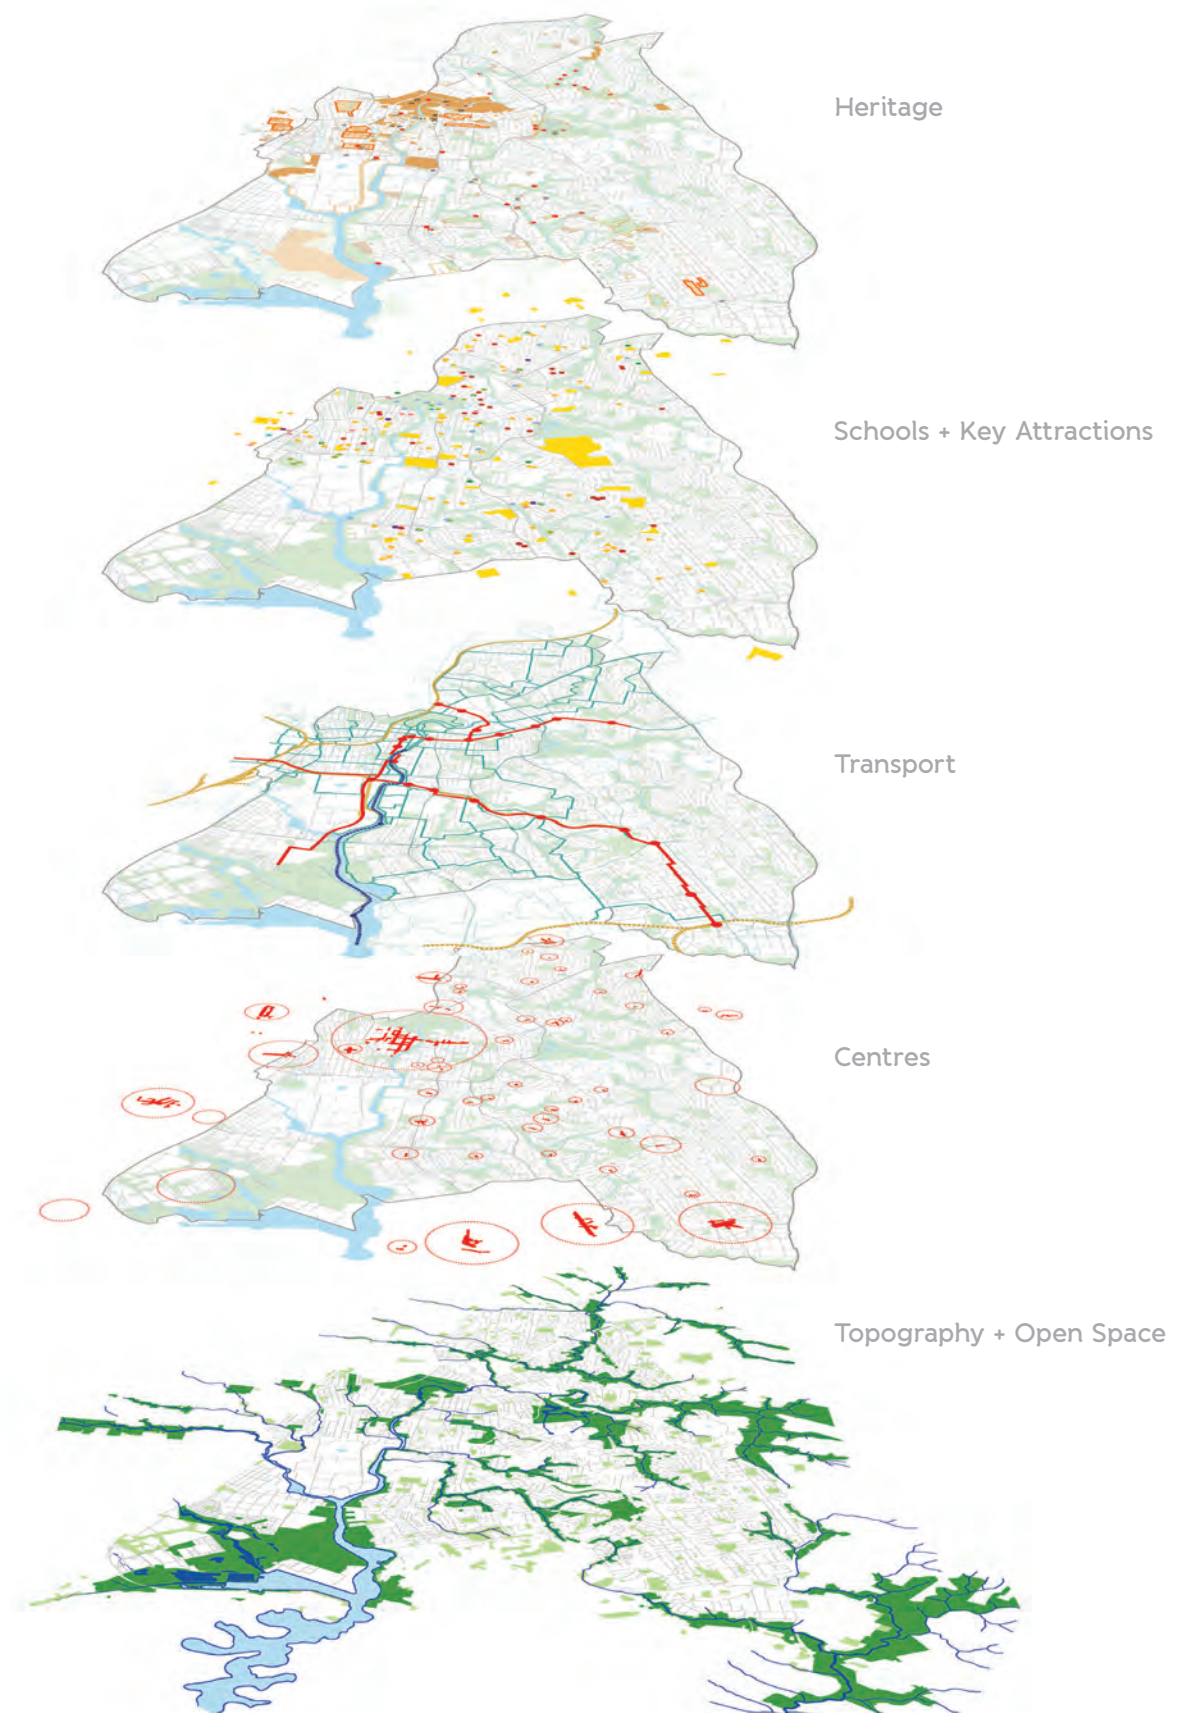 Heritage
Schools + Key Attractions
Transport
Centres
Topography + Open Space